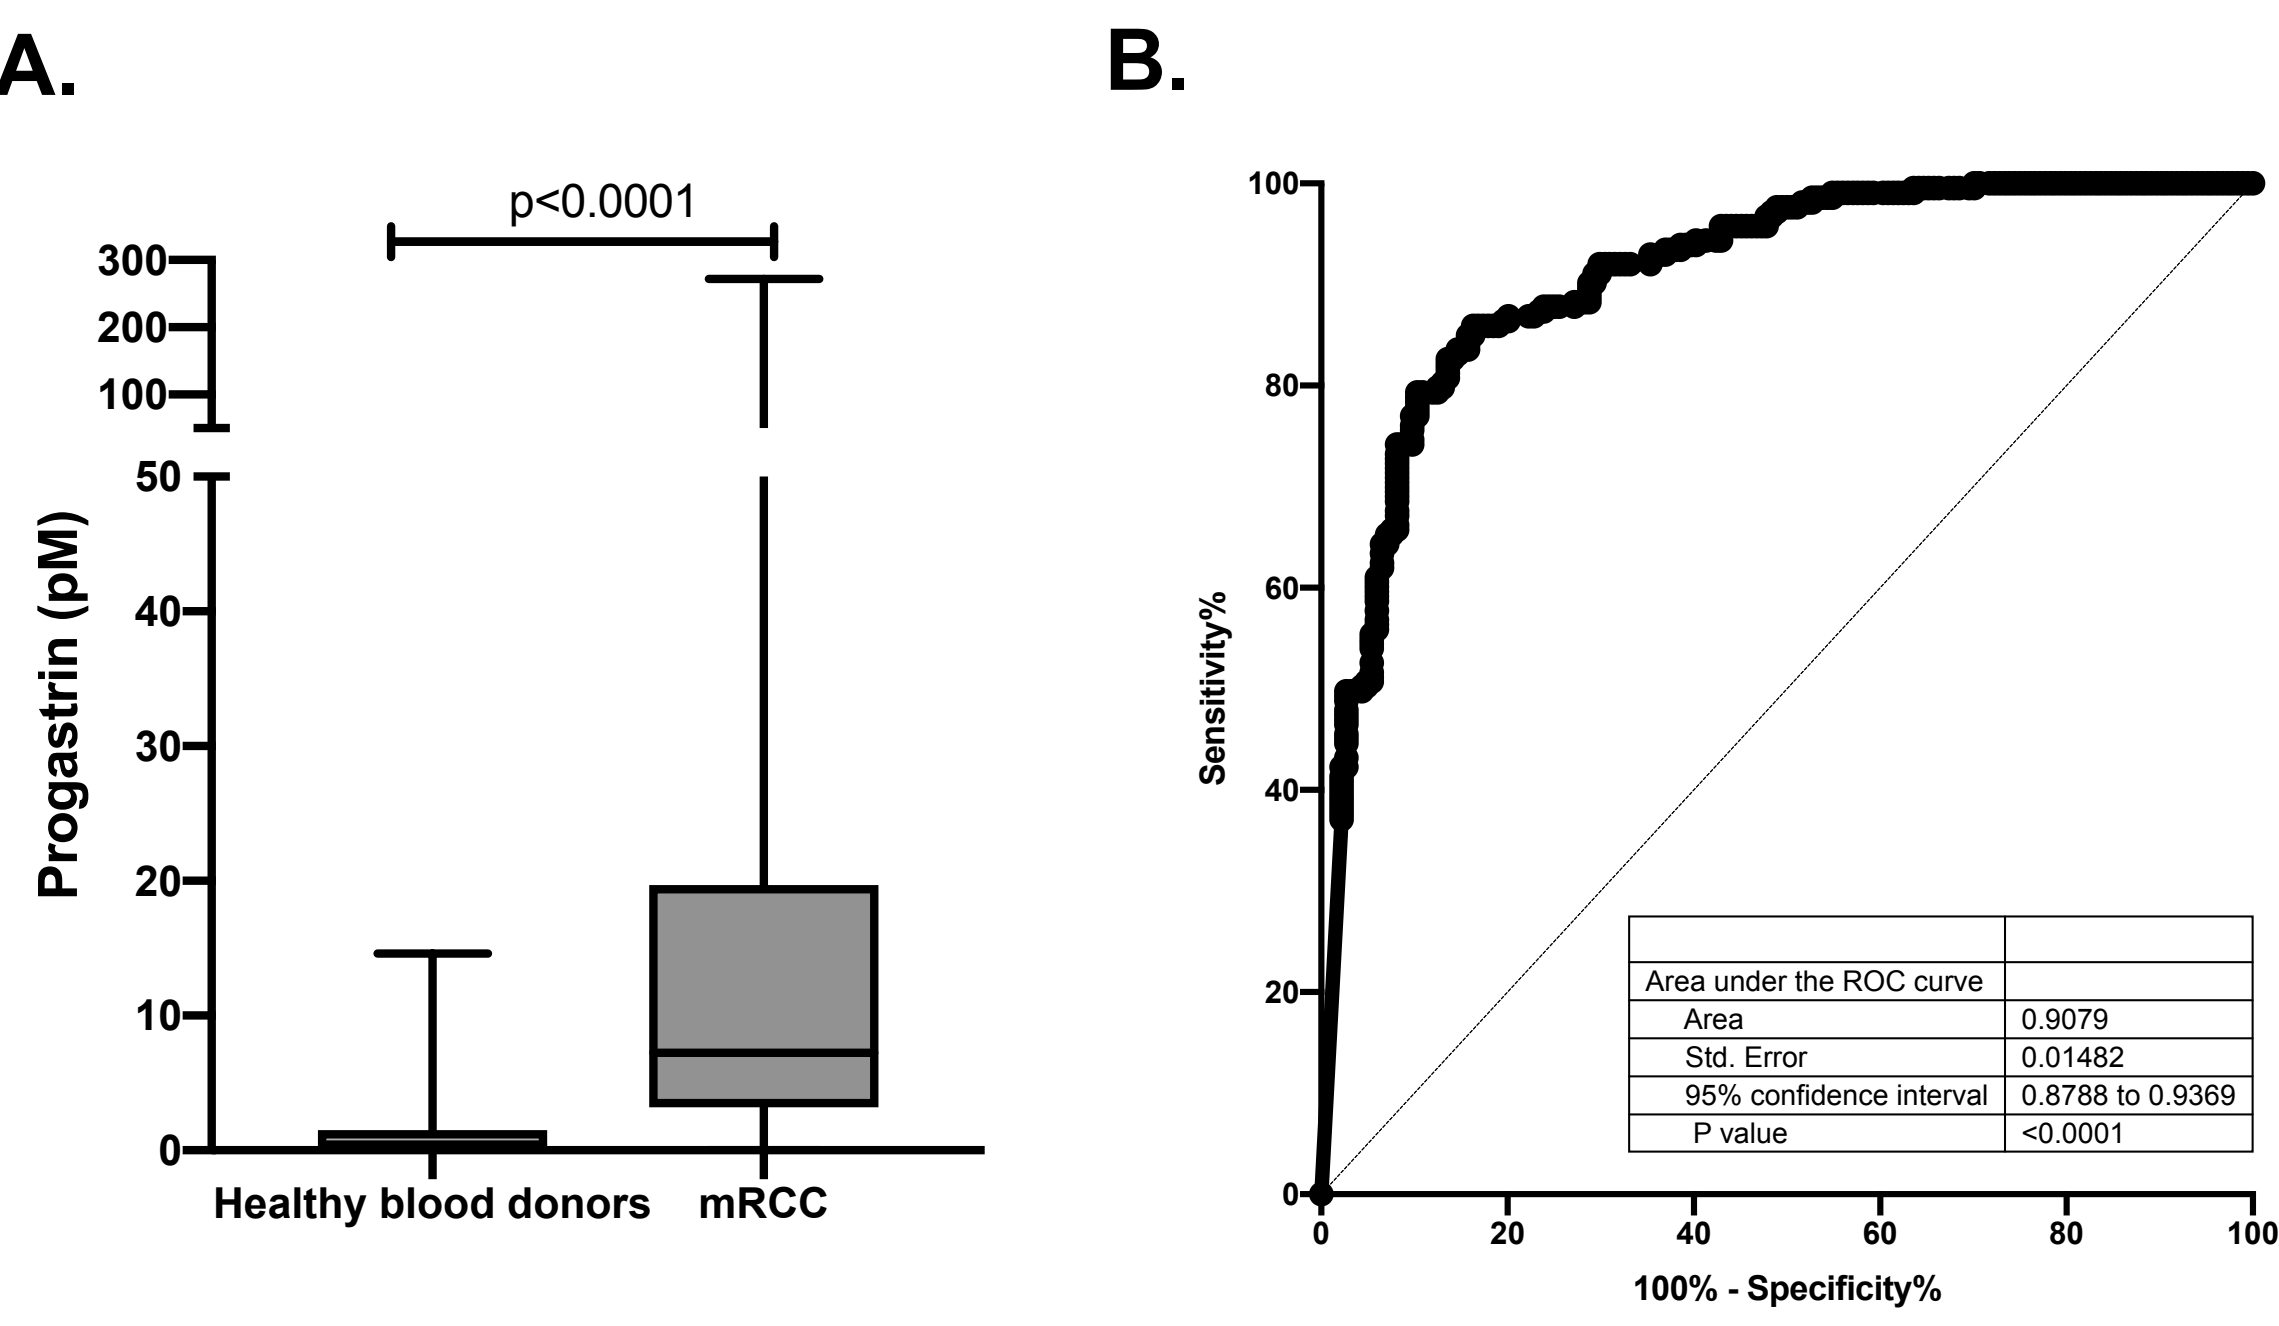 A.
p<0.0001
300
200
100
50
40
30
20
10
0
Progastrin (pM)
Healthy blood donors
mRCC
B.
100
80
60
40
20
0
Sensitivity%
Area under the ROC curve
Area 0.9079
Std. Error 0.01482
95% confidence interval 0.8788 to 0.9369
P value <0.0001
0 20 40 60 80 100
100% - Specificity%